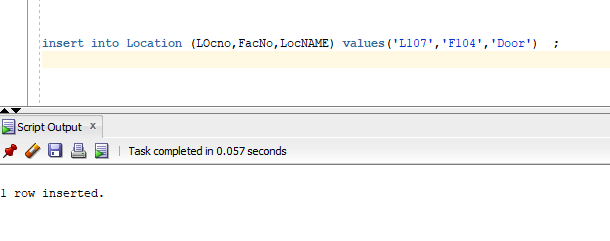 insert into Location (LOcno,FacNo,LocNAME) values('L107','F104','Door')  ;
Script Output x
Task completed in 0.057 seconds
1 row inserted.